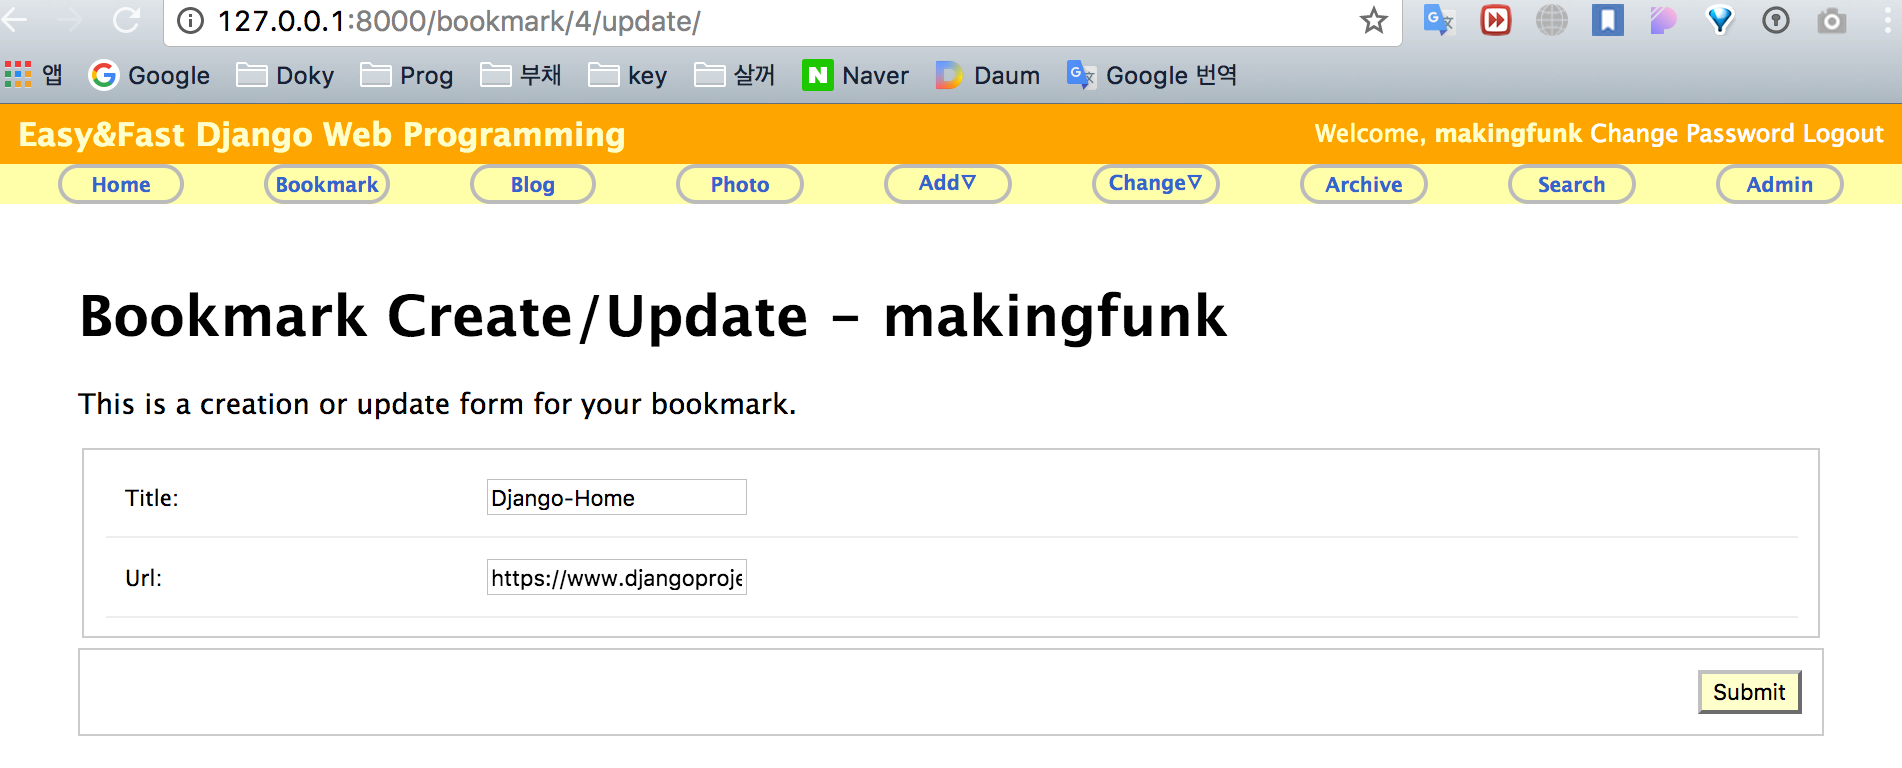 127.0.0.1:8000/bookmark/4/update/
앱 Google Doky Prog 부채 key 살꺼 Naver Daum Google 번역
Easy&Fast Django Web Programming Welcome, makingfunk Change Password Logout
Home Bookmark Blog Photo Add▽ Change▽ Archive Search Admin
Bookmark Create/Update - makingfunk
This is a creation or update form for your bookmark.
Title: Django-Home
Url: https://www.djangoproje
Submit